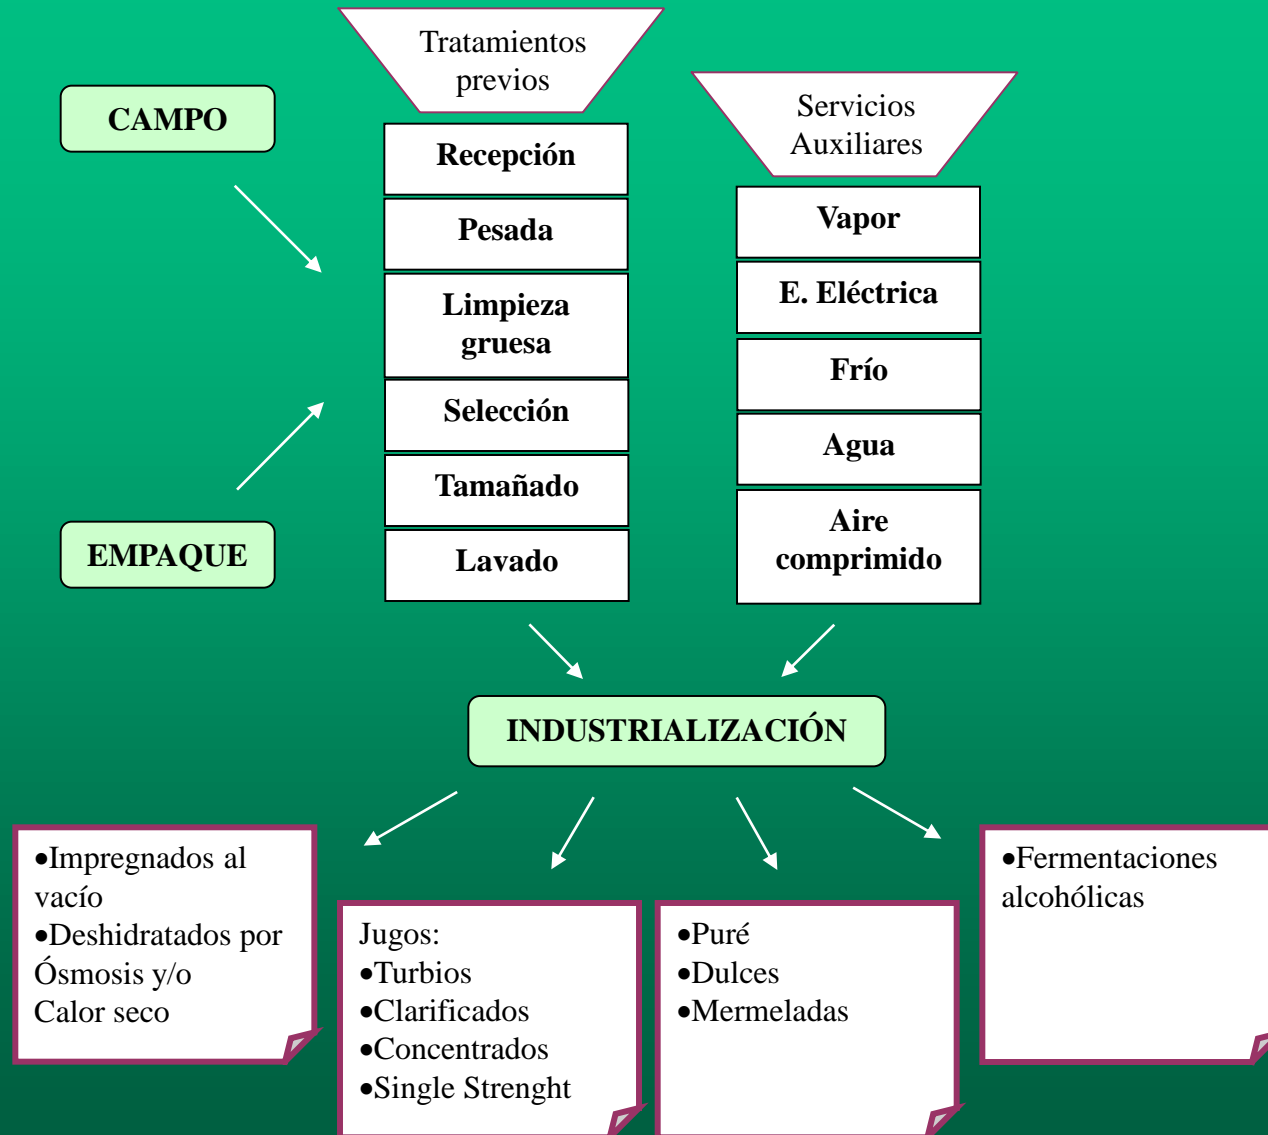 Tratamientos
previos
CAMPO
Recepción
Pesada
Limpieza
gruesa
Selección
Tamañado
Lavado
EMPAQUE
Servicios
Auxiliares
Vapor
E. Eléctrica
Frío
Agua
Aire
comprimido
INDUSTRIALIZACIÓN
•Impregnados al
vacío
•Deshidratados por
Ósmosis y/o
Calor seco
Jugos:
•Turbios
•Clarificados
•Concentrados
•Single Strenght
•Puré
•Dulces
•Mermeladas
•Fermentaciones
alcohólicas